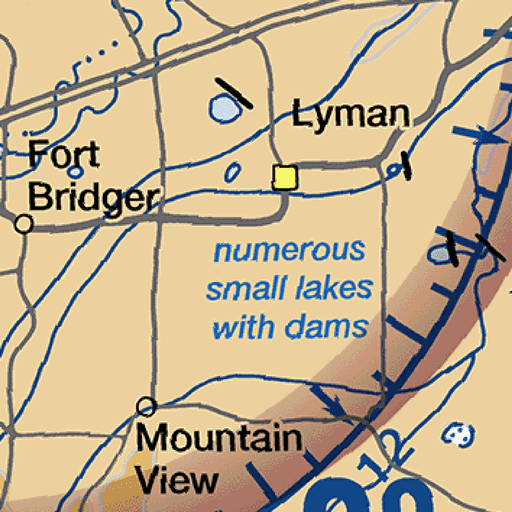 Lyman
Fort
Bridger
numerous
small lakes
with dams
Mountain
View
12